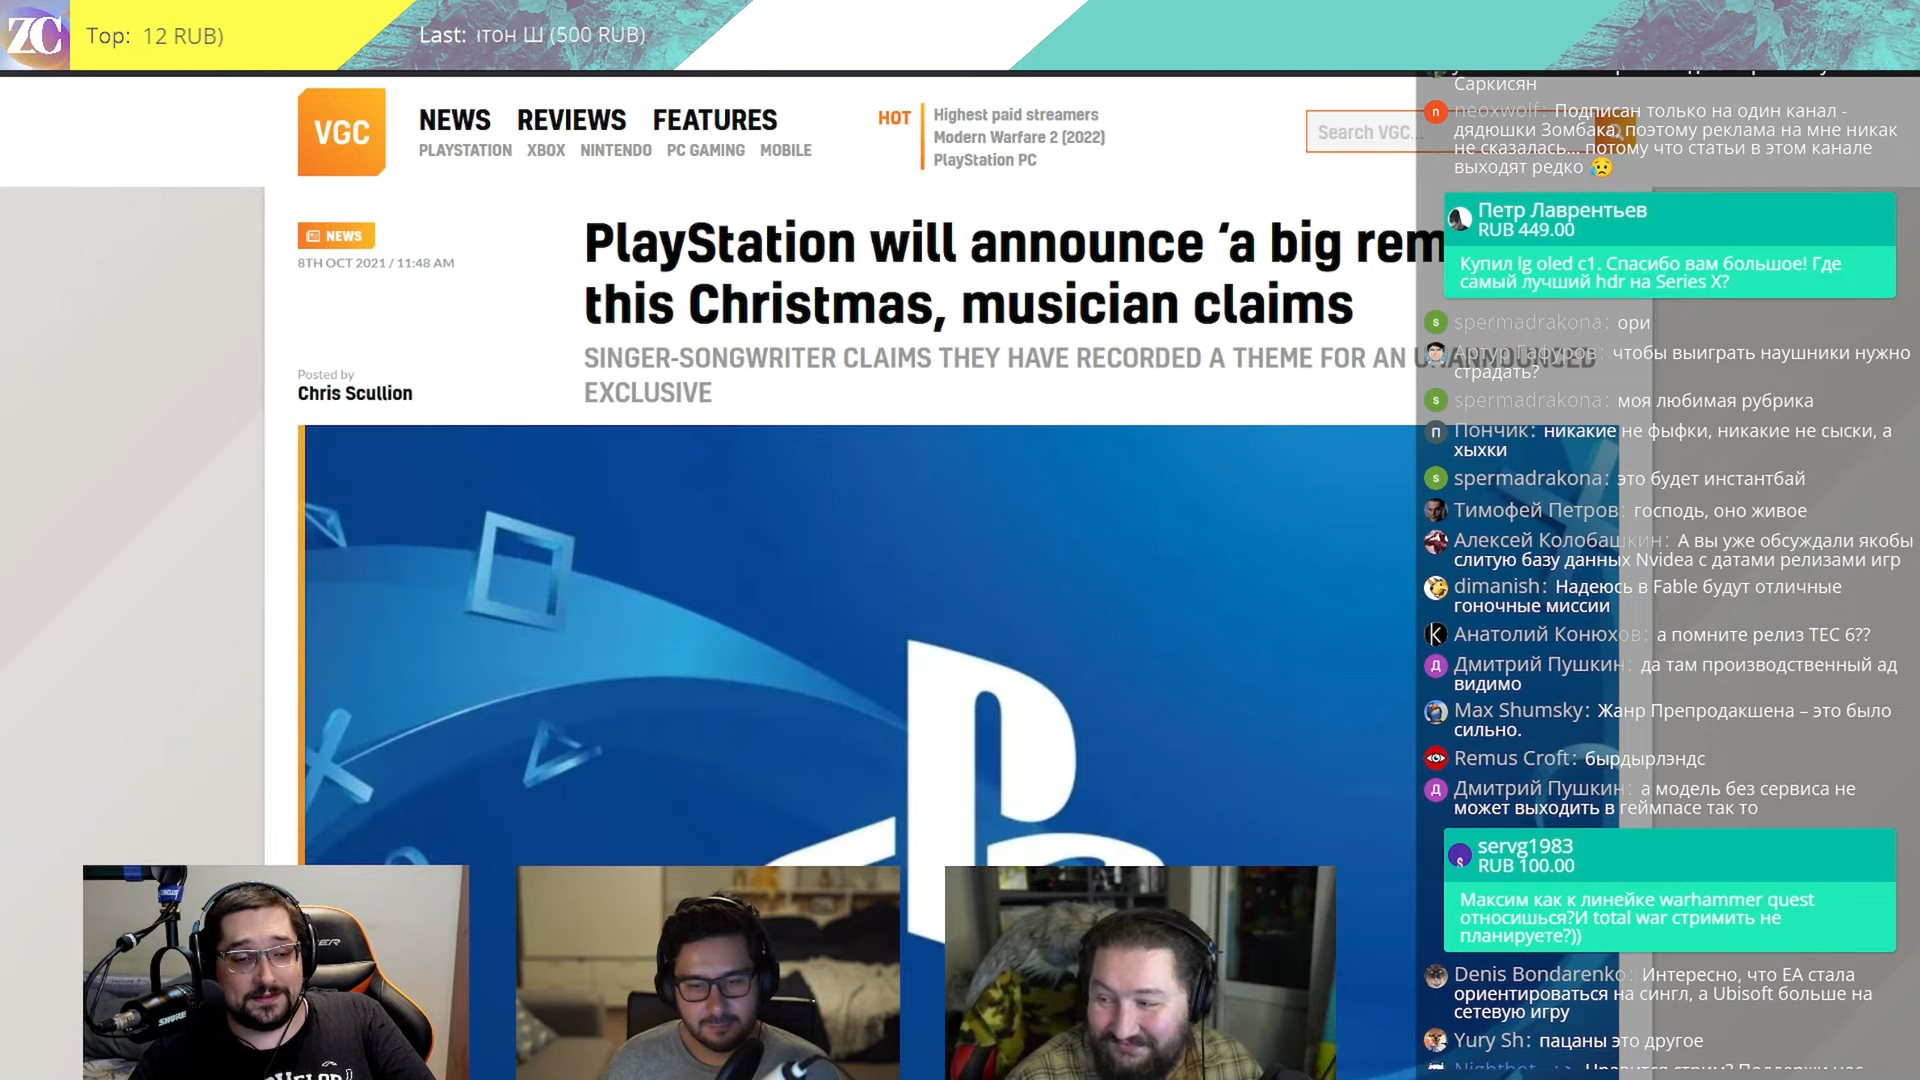 ZC
Top: 12 RUB)
Last: тон Ш (500 RUB)
VGC
NEWS REVIEWS FEATURES
PLAYSTATION XBOX NINTENDO PC GAMING MOBILE
HOT
Highest paid streamers
Modern Warfare 2 (2022)
PlayStation PC
Search VGC...
NEWS
8TH OCT 2021 / 11:48 AM
PlayStation will announce ‘a big rem
this Christmas, musician claims
SINGER-SONGWRITER CLAIMS THEY HAVE RECORDED A THEME FOR AN UNANNOUNCED
EXCLUSIVE
Posted by
Chris Scullion
Саркисян
neoxwolf: Подписан только на один канал -
дядюшки Зомбака, поэтому реклама на мне никак
не сказалась... потому что статьи в этом канале
выходят редко 😥
Петр Лаврентьев
RUB 449.00
Купил lg oled c1. Спасибо вам большое! Где
самый лучший hdr на Series X?
spermadrakona: ори
Артур Гафуров: чтобы выиграть наушники нужно
страдать?
spermadrakona: моя любимая рубрика
Пончик: никакие не фыфки, никакие не сыски, а
хыхки
spermadrakona: это будет инстантбай
Тимофей Петров: господь, оно живое
Алексей Колобашкин: А вы уже обсуждали якобы
слитую базу данных Nvidea с датами релизами игр
dimanish: Надеюсь в Fable будут отличные
гоночные миссии
Анатолий Конюхов: а помните релиз ТЕС 6??
Дмитрий Пушкин: да там производственный ад
видимо
Max Shumsky: Жанр Препродакшена – это было
сильно.
Remus Croft: бырдырлэндс
Дмитрий Пушкин: а модель без сервиса не
может выходить в геймпасе так то
servg1983
RUB 100.00
Максим как к линейке warhammer quest
относишься?И total war стримить не
планируете?))
Denis Bondarenko: Интересно, что EA стала
ориентироваться на сингл, а Ubisoft больше на
сетевую игру
Yury Sh: пацаны это другое
SHURE